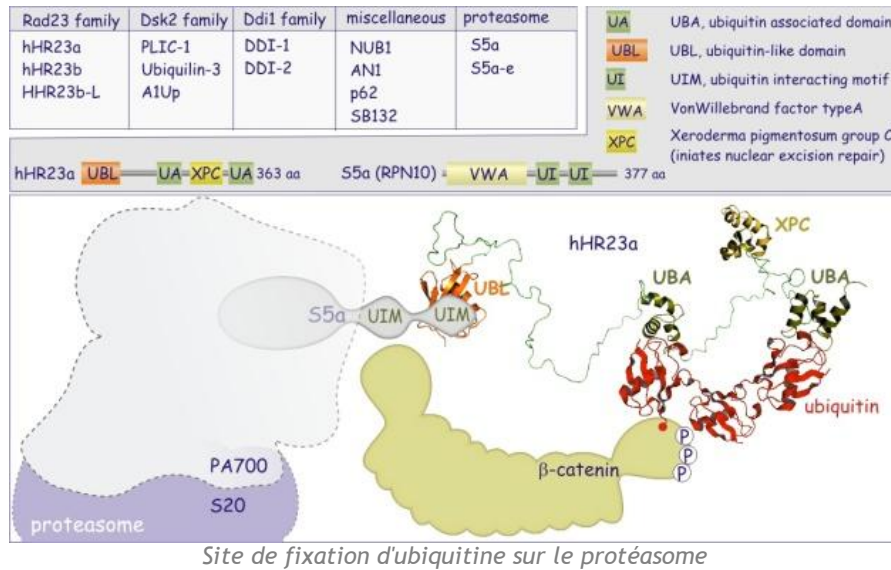 Rad23 family Dsk2 family Ddi1 family miscellaneous proteasome
hHR23a PLIC-1 DDI-1 NUB1 S5a
hHR23b Ubiquilin-3 DDI-2 AN1 S5a-e
HHR23b-L A1Up p62
SB132
UA UBA, ubiquitin associated domain
UBL UBL, ubiquitin-like domain
UI UIM, ubiquitin interacting motif
VWA VonWillebrand factor typeA
XPC Xeroderma pigmentosum group C
(iniates nuclear excision repair)
hHR23a UBL UA XPC UA 363 aa S5a (RPN10) VWA UI UI 377 aa
hHR23a
XPC
UBA
UBA
UBL
S5a UIM UIM
ubiquitin
β-catenin
P
P
P
PA700
S20
proteasome
Site de fixation d'ubiquitine sur le protéasome